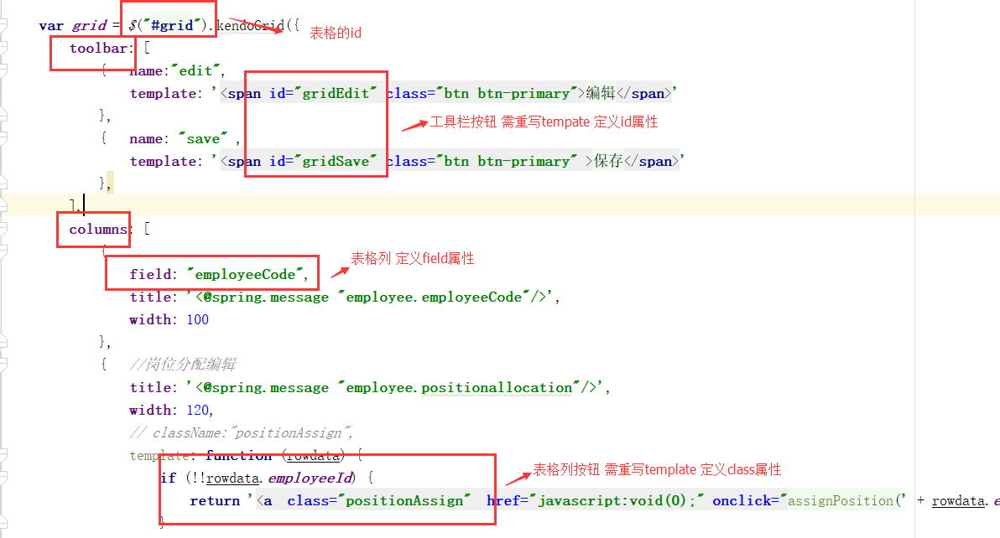 var grid = $("#grid").kendoGrid({
表格的id
toolbar: [
{ name:"edit",
template: '<span id="gridEdit" class="btn btn-primary">编辑</span>'
},
工具栏按钮 需重写tempate 定义id属性
{ name: "save" ,
template: '<span id="gridSave" class="btn btn-primary" >保存</span>'
},
],
columns: [
{
表格列 定义field属性
field: "employeeCode",
title: '<@spring.message "employee.employeeCode"/>',
width: 100
},
{ //岗位分配编辑
title: '<@spring.message "employee.positionallocation"/>',
width: 120,
// className:"positionAssign",
template: function (rowdata) {
表格列按钮 需重写template 定义class属性
if (!!rowdata.employeeId) {
return '<a class="positionAssign" href="javascript:void(0);" onclick="assignPosition(' + rowdata.e
}